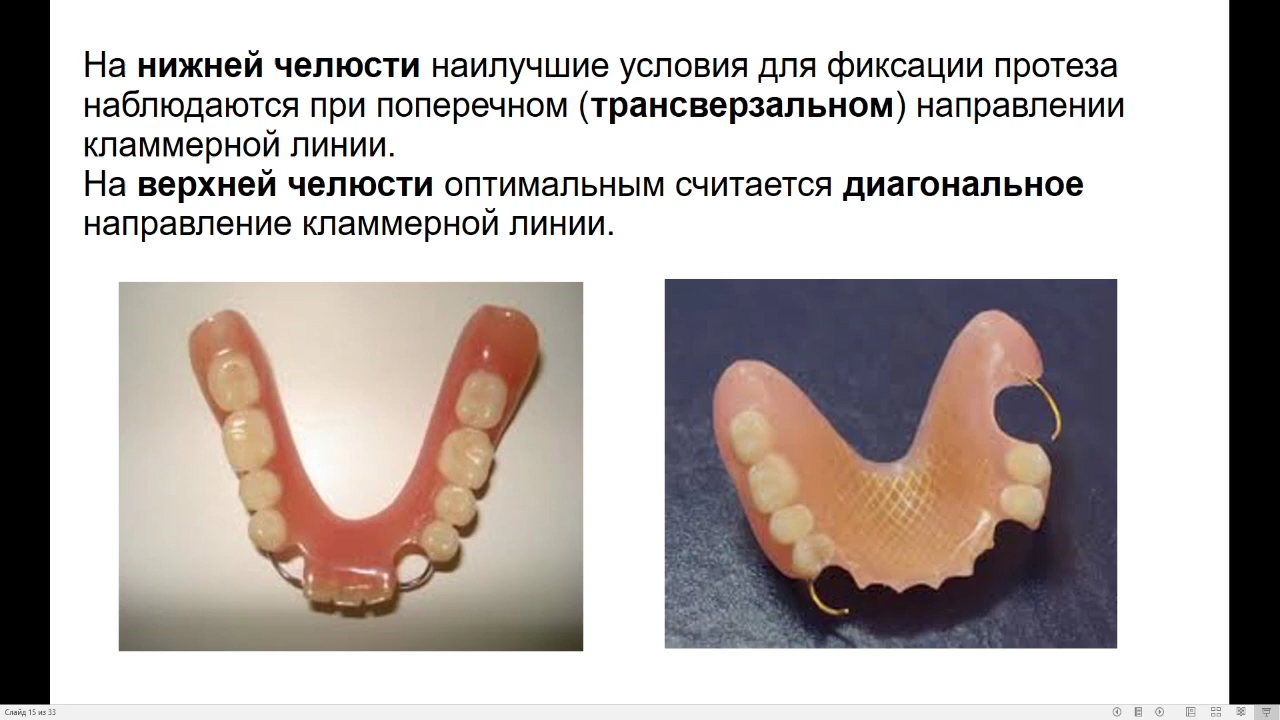 На нижней челюсти наилучшие условия для фиксации протеза
наблюдаются при поперечном (трансверзальном) направлении
кламмерной линии.
На верхней челюсти оптимальным считается диагональное
направление кламмерной линии.
Слайд 15 из 33